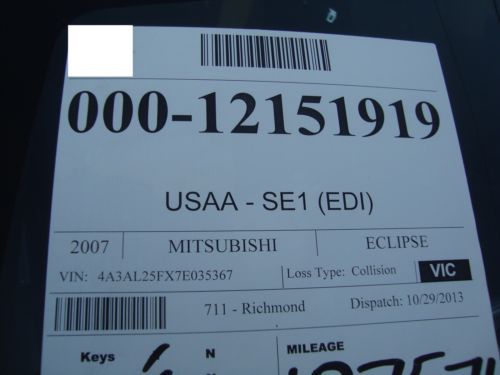 000-12151919
USAA - SE1 (EDI)
2007 MITSUBISHI ECLIPSE
VIN: 4A3AL25FX7E035367 Loss Type: Collision VIC
711 - Richmond Dispatch: 10/29/2013
Keys N MILEAGE